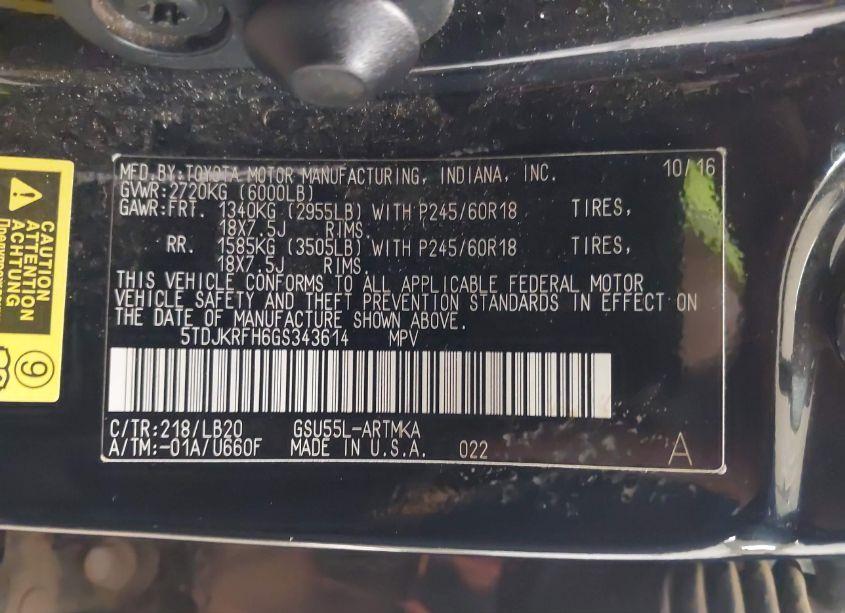 MFD.BY:TOYOTA MOTOR MANUFACTURING, INDIANA, INC. 10/16
GVWR:2720KG (6000LB)
GAWR:FRT. 1340KG (2955LB) WITH P245/60R18 TIRES,
18X7.5J RIMS.
RR. 1585KG (3505LB) WITH P245/60R18 TIRES,
18X7.5J RIMS.
THIS VEHICLE CONFORMS TO ALL APPLICABLE FEDERAL MOTOR
VEHICLE SAFETY AND THEFT PREVENTION STANDARDS IN EFFECT ON
THE DATE OF MANUFACTURE SHOWN ABOVE.
5TDJKRFH6GS343614 MPV
C/TR:218/LB20 GSU55L-ARTMKA
A/TM:-01A/U660F MADE IN U.S.A. 022 A
CAUTION
ATTENTION
ACHTUNG
9